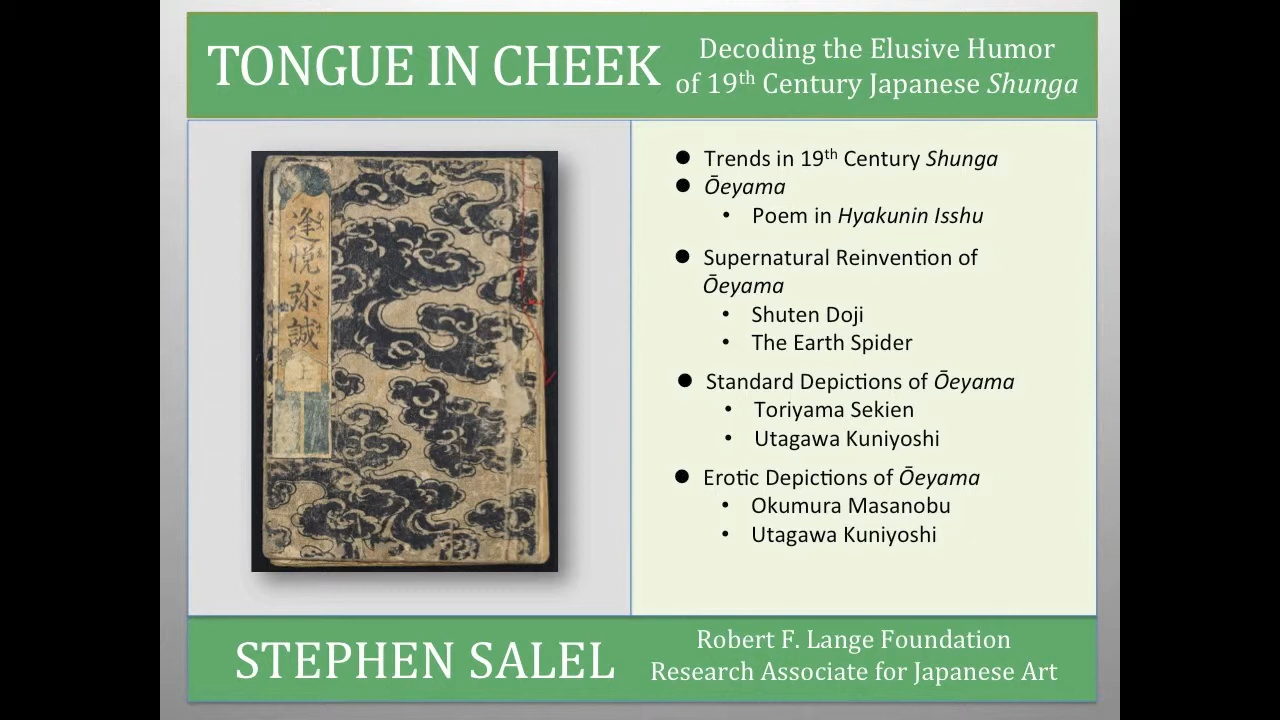 TONGUE IN CHEEK
Decoding the Elusive Humor
of 19th Century Japanese Shunga
逢悦弥誠
上
● Trends in 19th Century Shunga
● Ōeyama
• Poem in Hyakunin Isshu
● Supernatural Reinvention of
Ōeyama
• Shuten Doji
• The Earth Spider
● Standard Depictions of Ōeyama
• Toriyama Sekien
• Utagawa Kuniyoshi
● Erotic Depictions of Ōeyama
• Okumura Masanobu
• Utagawa Kuniyoshi
STEPHEN SALEL
Robert F. Lange Foundation
Research Associate for Japanese Art